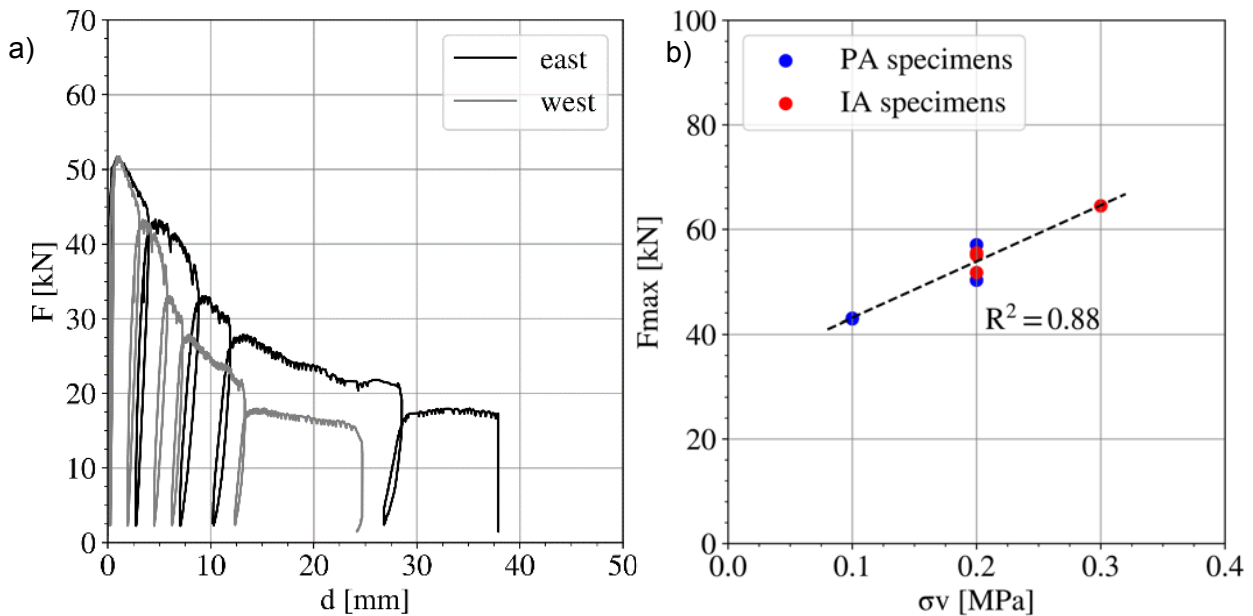 a)
70
60
50
40
30
20
10
0
F [kN]
east
west
0 10 20 30 40 50
d [mm]
b)
100
80
60
40
20
0
Fmax [kN]
PA specimens
IA specimens
R² = 0.88
0.0 0.1 0.2 0.3 0.4
σv [MPa]